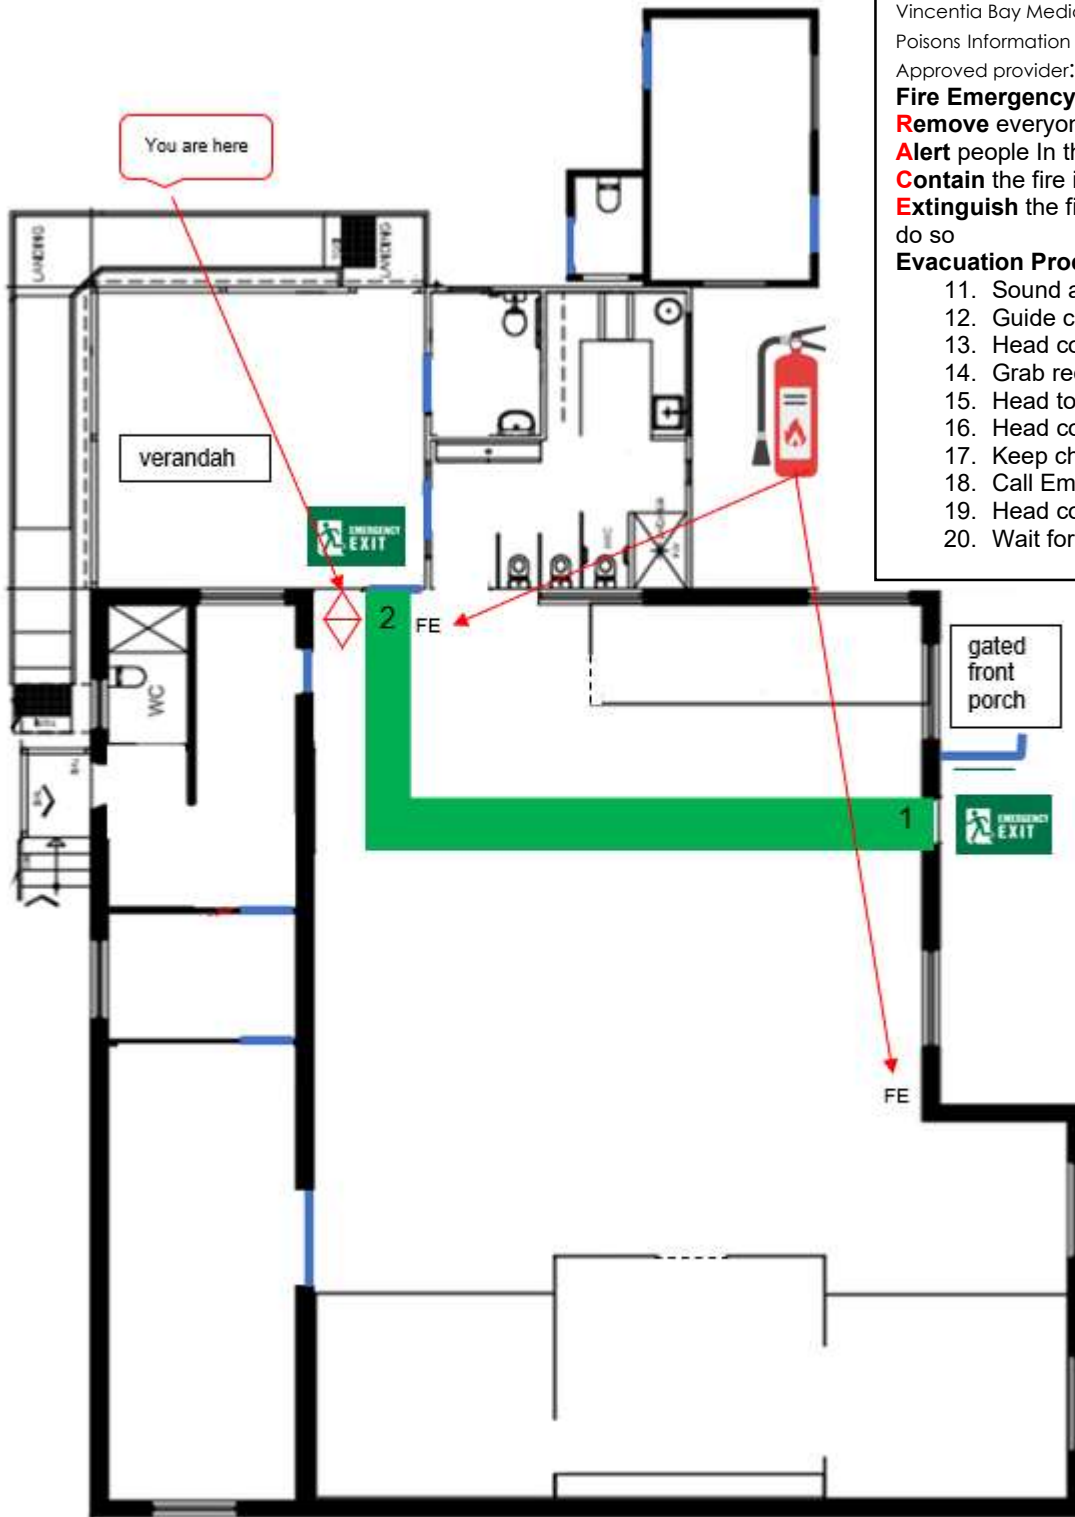 Vincentia Bay Medic
Poisons Information
Approved provider:
Fire Emergency
Remove everyon
Alert people In th
Contain the fire i
Extinguish the fi
do so
Evacuation Proc
11. Sound a
12. Guide c
13. Head co
14. Grab re
15. Head to
16. Head co
17. Keep ch
18. Call Em
19. Head co
20. Wait for
You are here
LANDING
LANDING
verandah
EMERGENCY
EXIT
WC
2
FE
gated
front
porch
WC
1
EMERGENCY
EXIT
FE